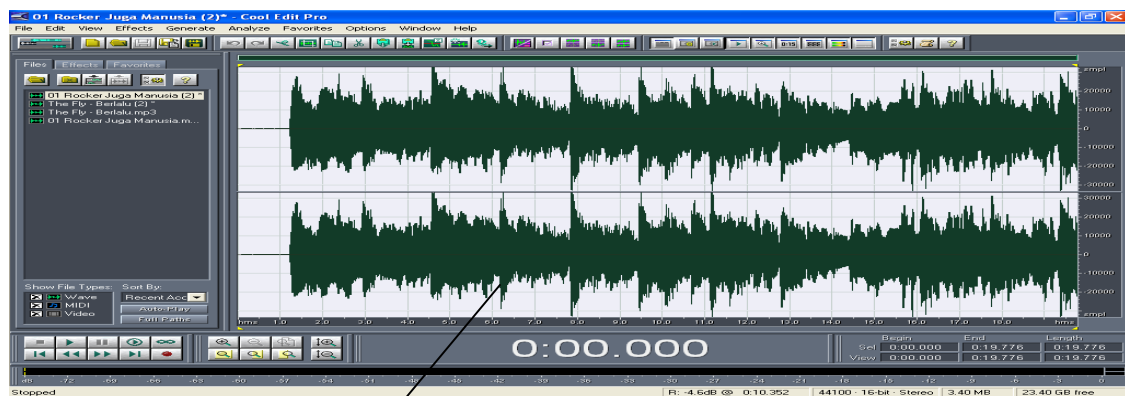 01 Rocker Juga Manusia (2)* - Cool Edit Pro
File Edit View Effects Generate Analyze Favorites Options Window Help
Files Effects Favorites
01 Rocker Juga Manusia (2) *
The Fly - Berlalu (2) *
The Fly - Berlalu.mp3
01 Rocker Juga Manusia.m...
Show File Types: Sort By:
Wave Recent Acc
MIDI Auto-Play
Video Full Paths
smpl
20000
10000
0
-10000
-20000
-30000
30000
20000
10000
0
-10000
-20000
smpl
hms 1.0 2.0 3.0 4.0 5.0 6.0 7.0 8.0 9.0 10.0 11.0 12.0 13.0 14.0 15.0 16.0 17.0 18.0 hms
0:00.000
Begin End Length
Sel 0:00.000 0:19.776 0:19.776
View 0:00.000 0:19.776 0:19.776
dB -72 -69 -66 -63 -60 -57 -54 -51 -48 -45 -42 -39 -36 -33 -30 -27 -24 -21 -18 -15 -12 -9 -6 -3 0
Stopped R: -4.6dB @ 0:10.352 44100 · 16-bit · Stereo 3.40 MB 23.40 GB free